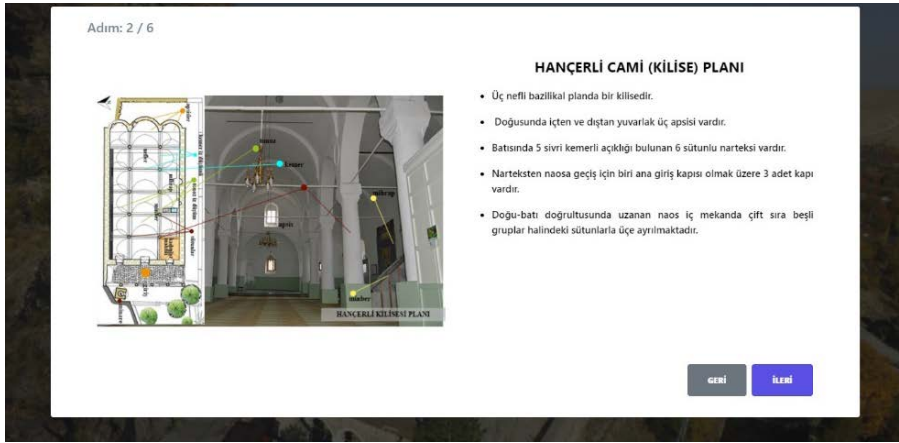 Adım: 2 / 6
HANÇERLİ CAMİ (KİLİSE) PLANI
• Üç nefli bazilikal planda bir kilisedir.
• Doğusunda içten ve dıştan yuvarlak üç apsisi vardır.
• Batısında 5 sivri kemerli açıklığı bulunan 6 sütunlu narteksi vardır.
• Narteksten naosa geçiş için biri ana giriş kapısı olmak üzere 3 adet kapı
vardır.
• Doğu-batı doğrultusunda uzanan naos iç mekanda çift sıra beşli
gruplar halindeki sütunlarla üçe ayrılmaktadır.
kemer
mihrap
apsis
minber
HANÇERLİ KİLİSESİ PLANI
GERİ
İLERİ